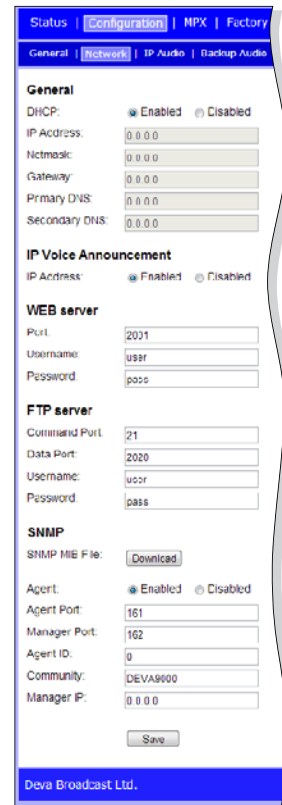 Status | Configuration | MPX | Factory
General | Network | IP Audio | Backup Audio
General
DHCP: Enabled Disabled
IP Address: 0.0.0.0
Netmask: 0.0.0.0
Gateway: 0.0.0.0
Primary DNS: 0.0.0.0
Secondary DNS: 0.0.0.0
IP Voice Announcement
IP Address: Enabled Disabled
WEB server
Port: 2001
Username: user
Password: pass
FTP server
Command Port: 21
Data Port: 2020
Username: user
Password: pass
SNMP
SNMP MIB File: Download
Agent: Enabled Disabled
Agent Port: 161
Manager Port: 162
Agent ID: 0
Community: DEVA9000
Manager IP: 0.0.0.0
Save
Deva Broadcast Ltd.